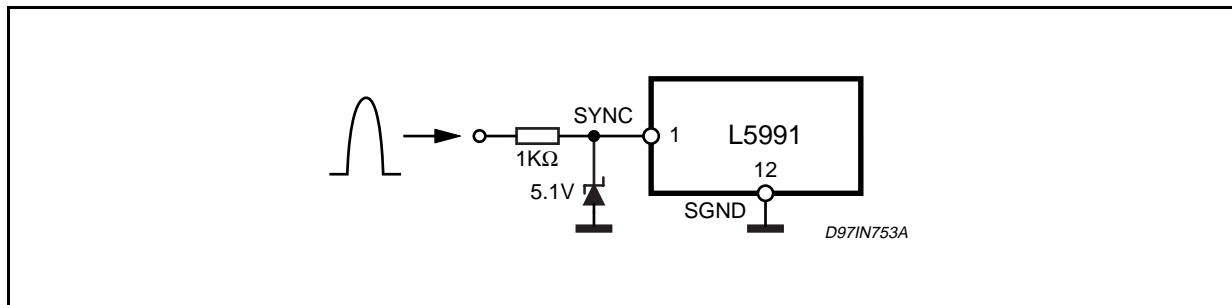 SYNC
1KΩ
5.1V
1
L5991
12
SGND
D97IN753A